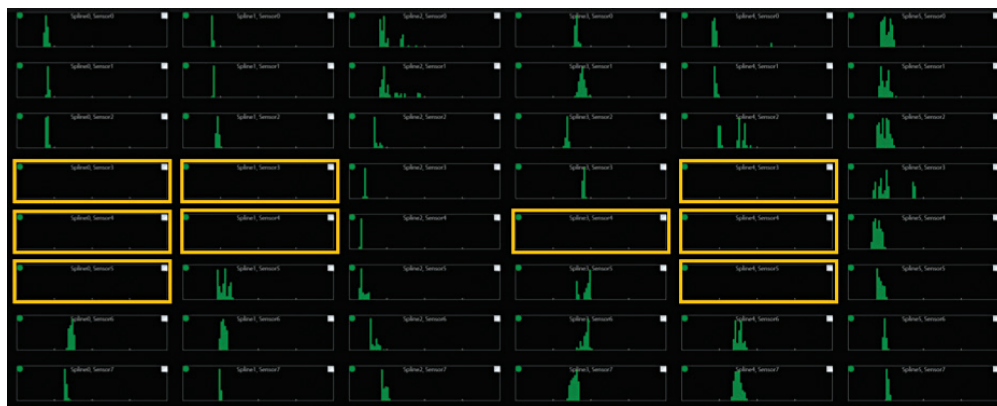 Spline0, Sensor0
Spline1, Sensor0
Spline2, Sensor0
Spline3, Sensor0
Spline4, Sensor0
Spline5, Sensor0
Spline0, Sensor1
Spline1, Sensor1
Spline2, Sensor1
Spline3, Sensor1
Spline4, Sensor1
Spline5, Sensor1
Spline0, Sensor2
Spline1, Sensor2
Spline2, Sensor2
Spline3, Sensor2
Spline4, Sensor2
Spline5, Sensor2
Spline0, Sensor3
Spline1, Sensor3
Spline2, Sensor3
Spline3, Sensor3
Spline4, Sensor3
Spline5, Sensor3
Spline0, Sensor4
Spline1, Sensor4
Spline2, Sensor4
Spline3, Sensor4
Spline4, Sensor4
Spline5, Sensor4
Spline0, Sensor5
Spline1, Sensor5
Spline2, Sensor5
Spline3, Sensor5
Spline4, Sensor5
Spline5, Sensor5
Spline0, Sensor6
Spline1, Sensor6
Spline2, Sensor6
Spline3, Sensor6
Spline4, Sensor6
Spline5, Sensor6
Spline0, Sensor7
Spline1, Sensor7
Spline2, Sensor7
Spline3, Sensor7
Spline4, Sensor7
Spline5, Sensor7